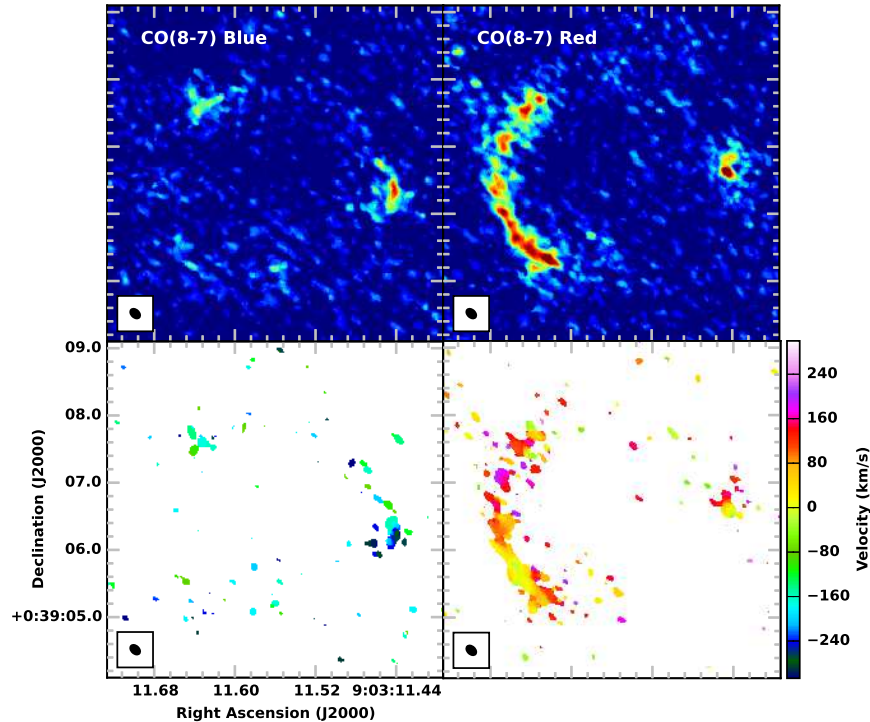 CO(8-7) Blue
CO(8-7) Red
09.0
08.0
07.0
06.0
+0:39:05.0
Declination (J2000)
11.68 11.60 11.52 9:03:11.44
Right Ascension (J2000)
240
160
80
0
−80
−160
−240
Velocity (km/s)